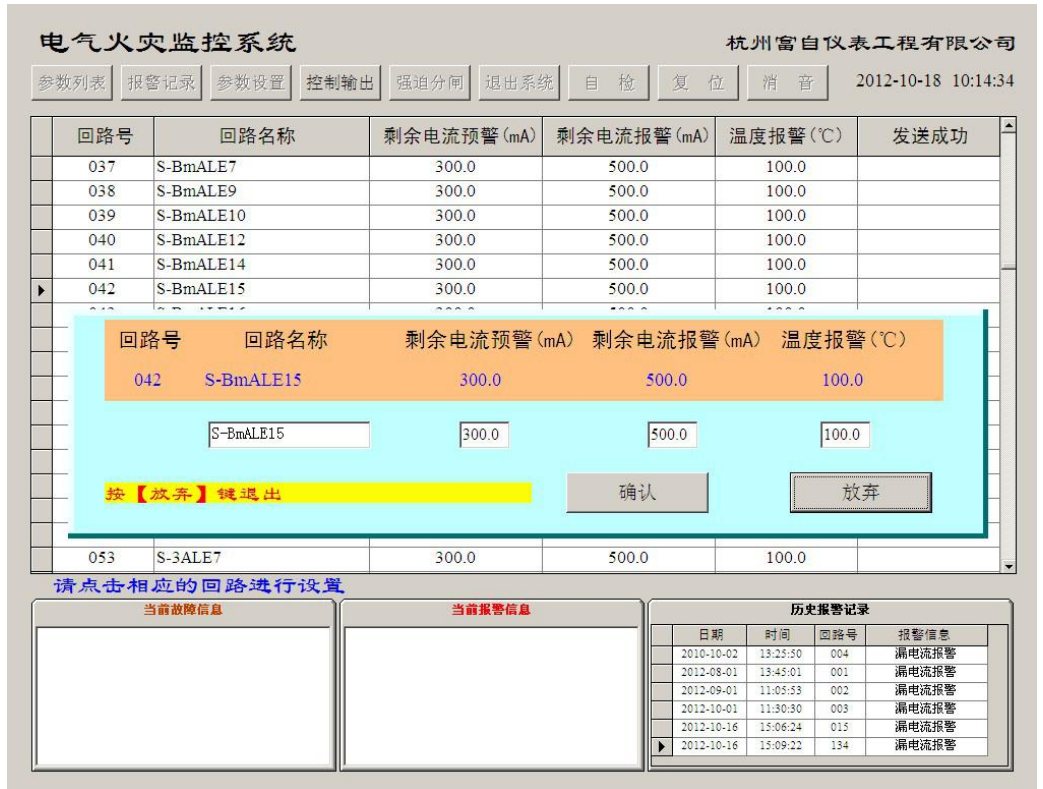 电气火灾监控系统 杭州富自仪表工程有限公司
参数列表 报警记录 参数设置 控制输出 强迫分闸 退出系统 自 检 复 位 消 音 2012-10-18 10:14:34
回路号 回路名称 剩余电流预警(mA) 剩余电流报警(mA) 温度报警(℃) 发送成功
037 S-BmALE7 300.0 500.0 100.0
038 S-BmALE9 300.0 500.0 100.0
039 S-BmALE10 300.0 500.0 100.0
040 S-BmALE12 300.0 500.0 100.0
041 S-BmALE14 300.0 500.0 100.0
042 S-BmALE15 300.0 500.0 100.0
回路号 回路名称 剩余电流预警(mA) 剩余电流报警(mA) 温度报警(℃)
042 S-BmALE15 300.0 500.0 100.0
S-BmALE15 300.0 500.0 100.0
按【放弃】键退出 确认 放弃
053 S-3ALE7 300.0 500.0 100.0
请点击相应的回路进行设置
当前故障信息 当前报警信息 历史报警记录
日期 时间 回路号 报警信息
2010-10-02 13:25:50 004 漏电流报警
2012-08-01 13:45:01 001 漏电流报警
2012-09-01 11:05:53 002 漏电流报警
2012-10-01 11:30:30 003 漏电流报警
2012-10-16 15:06:24 015 漏电流报警
2012-10-16 15:09:22 134 漏电流报警